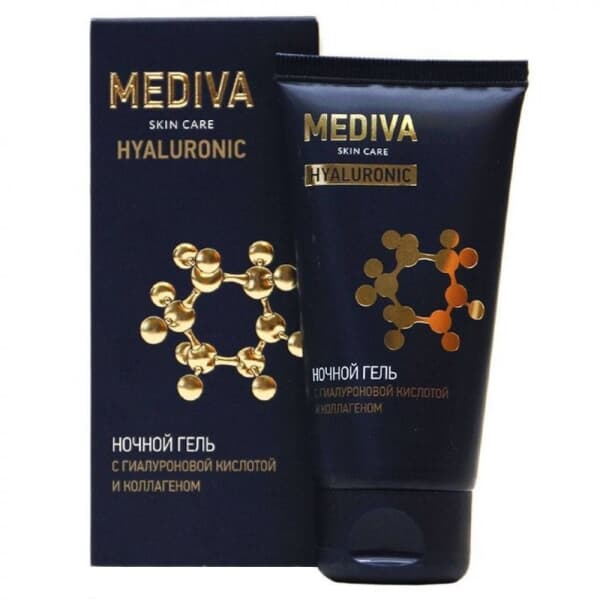 MEDIVA
SKIN CARE
HYALURONIC
НОЧНОЙ ГЕЛЬ
С ГИАЛУРОНОВОЙ КИСЛОТОЙ
И КОЛЛАГЕНОМ
MEDIVA
SKIN CARE
HYALURONIC
НОЧНОЙ ГЕЛЬ
С ГИАЛУРОНОВОЙ КИСЛОТОЙ
И КОЛЛАГЕНОМ